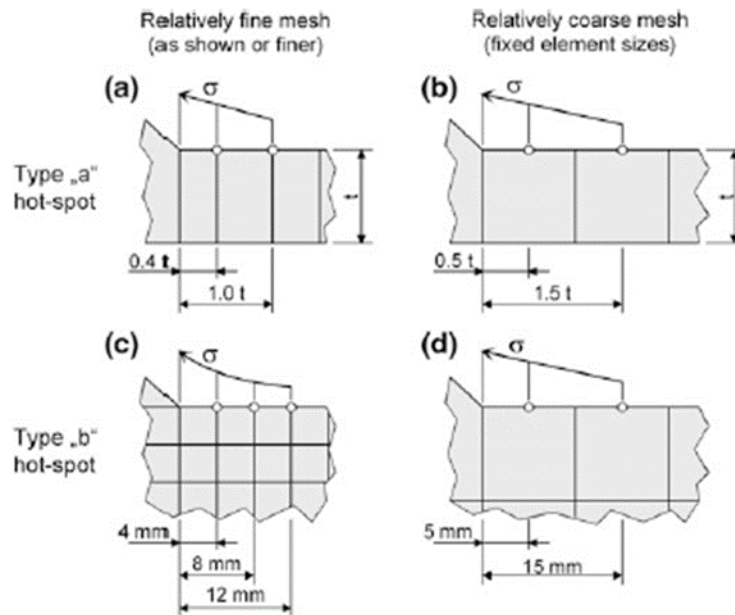 Relatively fine mesh
(as shown or finer)
Relatively coarse mesh
(fixed element sizes)
(a)
σ
(b)
σ
Type „a“
hot-spot
t
t
0.4 t
1.0 t
0.5 t
1.5 t
(c)
σ
(d)
σ
Type „b“
hot-spot
4 mm
8 mm
12 mm
5 mm
15 mm